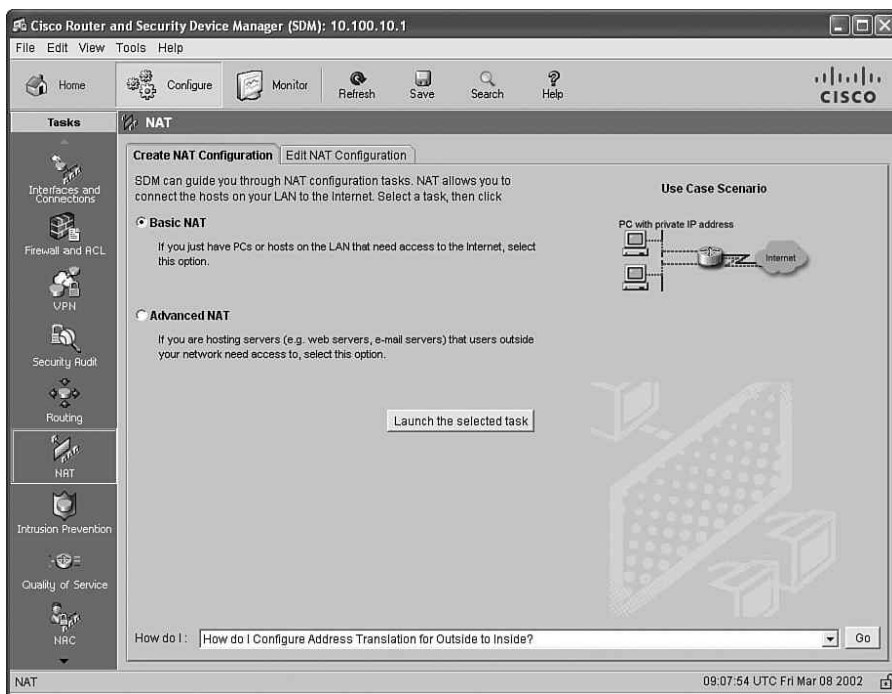 Cisco Router and Security Device Manager (SDM): 10.100.10.1
File Edit View Tools Help
Home Configure Monitor Refresh Save Search Help
CISCO
Tasks
NAT
Interfaces and Connections
Firewall and ACL
VPN
Security Audit
Routing
NAT
Intrusion Prevention
Quality of Service
NAC
Create NAT Configuration Edit NAT Configuration
SDM can guide you through NAT configuration tasks. NAT allows you to
connect the hosts on your LAN to the Internet. Select a task, then click
Basic NAT
If you just have PCs or hosts on the LAN that need access to the Internet, select
this option.
Advanced NAT
If you are hosting servers (e.g. web servers, e-mail servers) that users outside
your network need access to, select this option.
Launch the selected task
Use Case Scenario
PC with private IP address
Internet
How do I: How do I Configure Address Translation for Outside to Inside? Go
NAT 09:07:54 UTC Fri Mar 08 2002